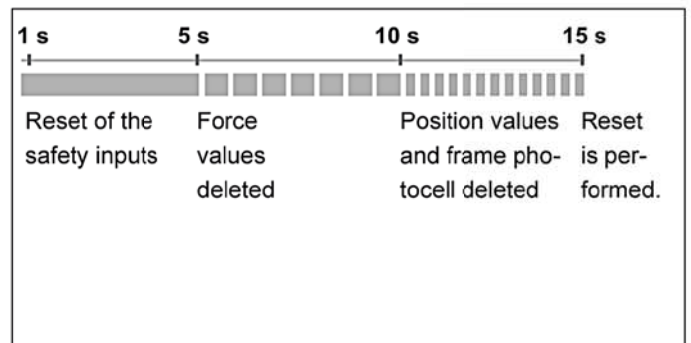 1 s 5 s 10 s 15 s
Reset of the
safety inputs
Force
values
deleted
Position values
and frame pho-
tocell deleted
Reset
is per-
formed.